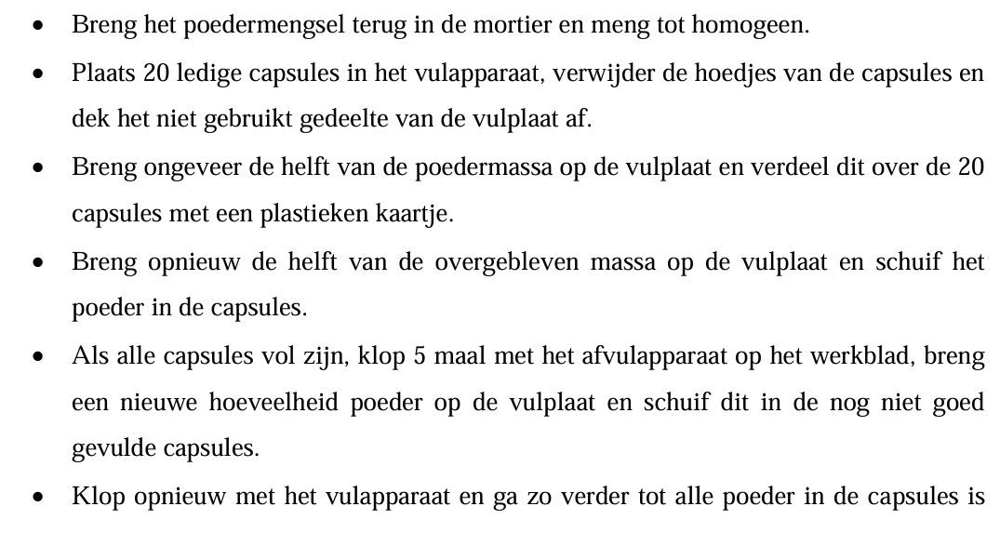 • Breng het poedermengsel terug in de mortier en meng tot homogeen.
• Plaats 20 ledige capsules in het vulapparaat, verwijder de hoedjes van de capsules en
dek het niet gebruikt gedeelte van de vulplaat af.
• Breng ongeveer de helft van de poedermassa op de vulplaat en verdeel dit over de 20
capsules met een plastieken kaartje.
• Breng opnieuw de helft van de overgebleven massa op de vulplaat en schuif het
poeder in de capsules.
• Als alle capsules vol zijn, klop 5 maal met het afvulapparaat op het werkblad, breng
een nieuwe hoeveelheid poeder op de vulplaat en schuif dit in de nog niet goed
gevulde capsules.
• Klop opnieuw met het vulapparaat en ga zo verder tot alle poeder in de capsules is